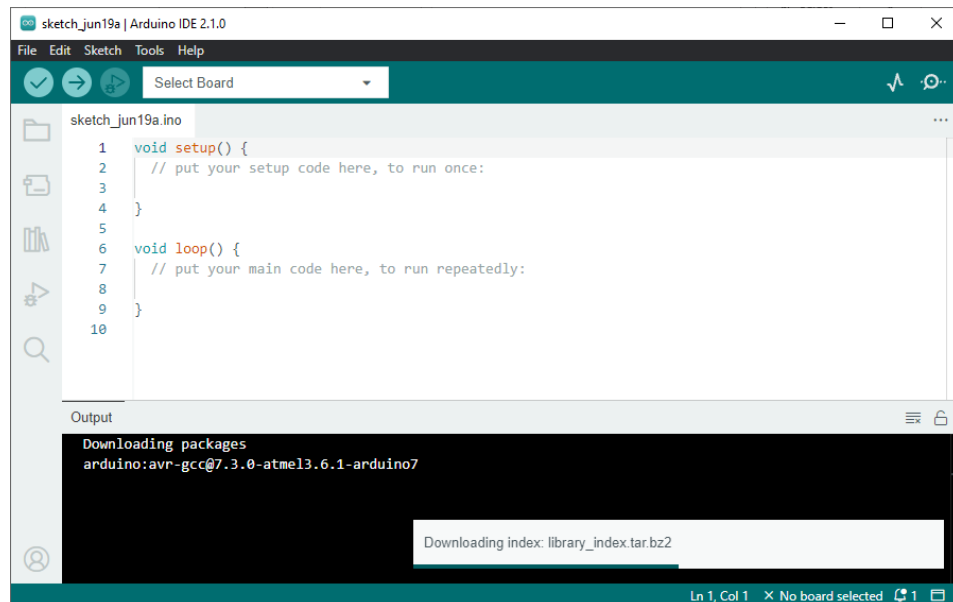 sketch_jun19a | Arduino IDE 2.1.0
File Edit Sketch Tools Help
Select Board
sketch_jun19a.ino
1 void setup() {
2 // put your setup code here, to run once:
3
4 }
5
6 void loop() {
7 // put your main code here, to run repeatedly:
8
9 }
10
Output
Downloading packages
arduino:avr-gcc@7.3.0-atmel3.6.1-arduino7
Downloading index: library_index.tar.bz2
Ln 1, Col 1 × No board selected 1